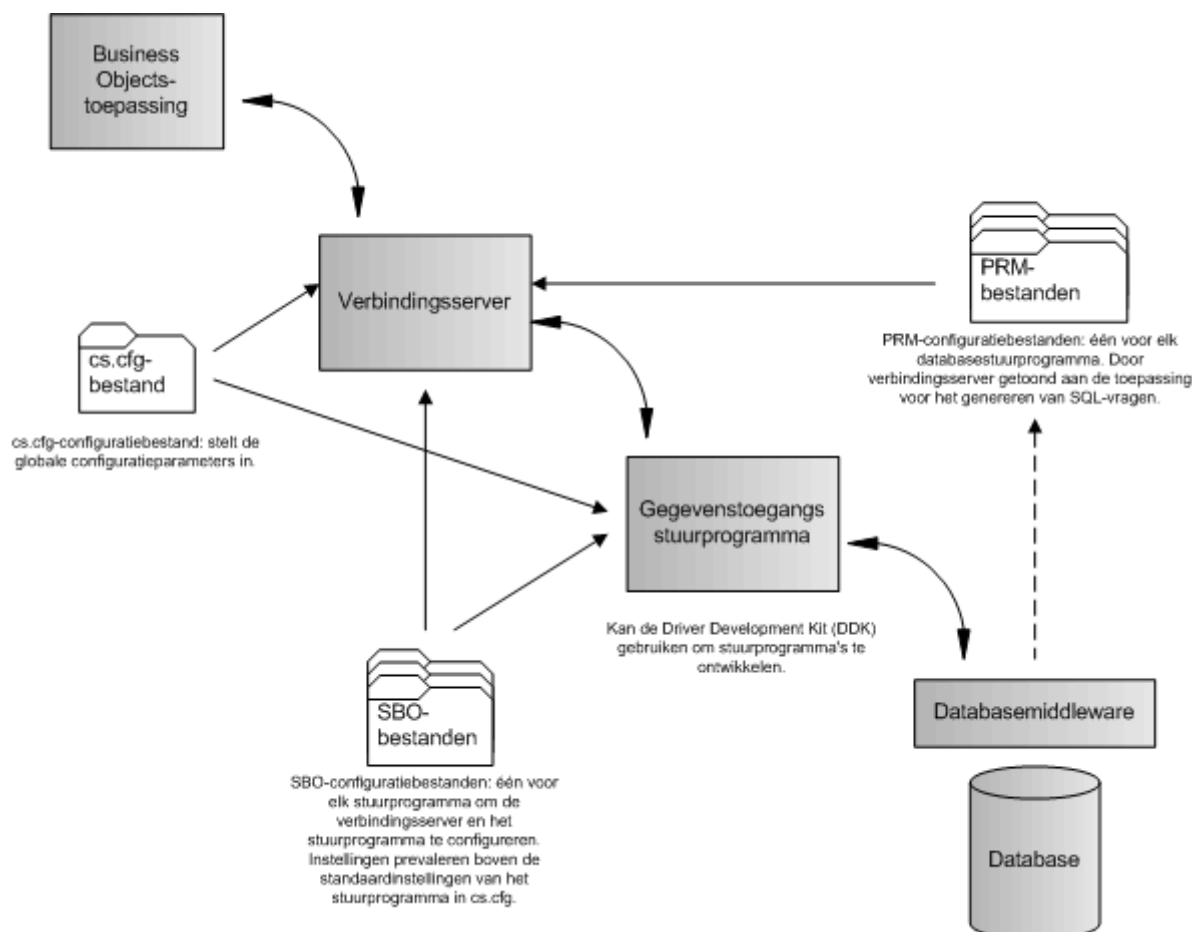 Business
Objects-
toepassing
Verbindingsserver
PRM-
bestanden
PRM-configuratiebestanden: één voor elk
databasestuurprogramma. Door
verbindingsserver getoond aan de toepassing
voor het genereren van SQL-vragen.
cs.cfg-
bestand
cs.cfg-configuratiebestand: stelt de
globale configuratieparameters in.
Gegevenstoegangs
stuurprogramma
Kan de Driver Development Kit (DDK)
gebruiken om stuurprogramma's te
ontwikkelen.
SBO-
bestanden
SBO-configuratiebestanden: één voor
elk stuurprogramma om de
verbindingsserver en het
stuurprogramma te configureren.
Instellingen prevaleren boven de
standaardinstellingen van het
stuurprogramma in cs.cfg.
Databasemiddleware
Database